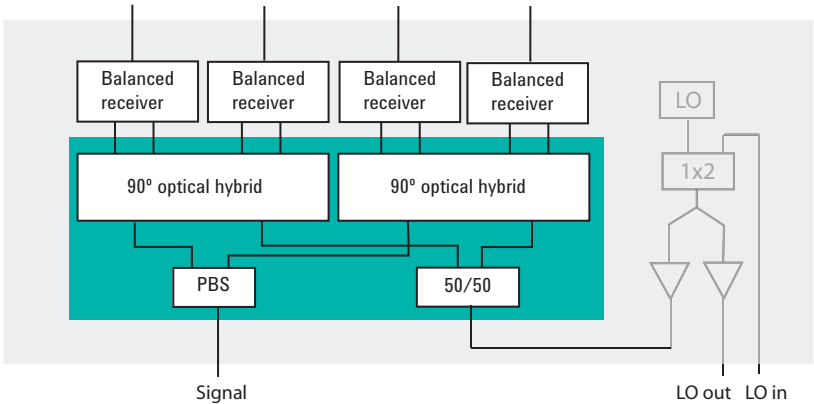 Balanced
receiver
Balanced
receiver
Balanced
receiver
Balanced
receiver
LO
90º optical hybrid
90º optical hybrid
1x2
PBS
50/50
Signal
LO out
LO in